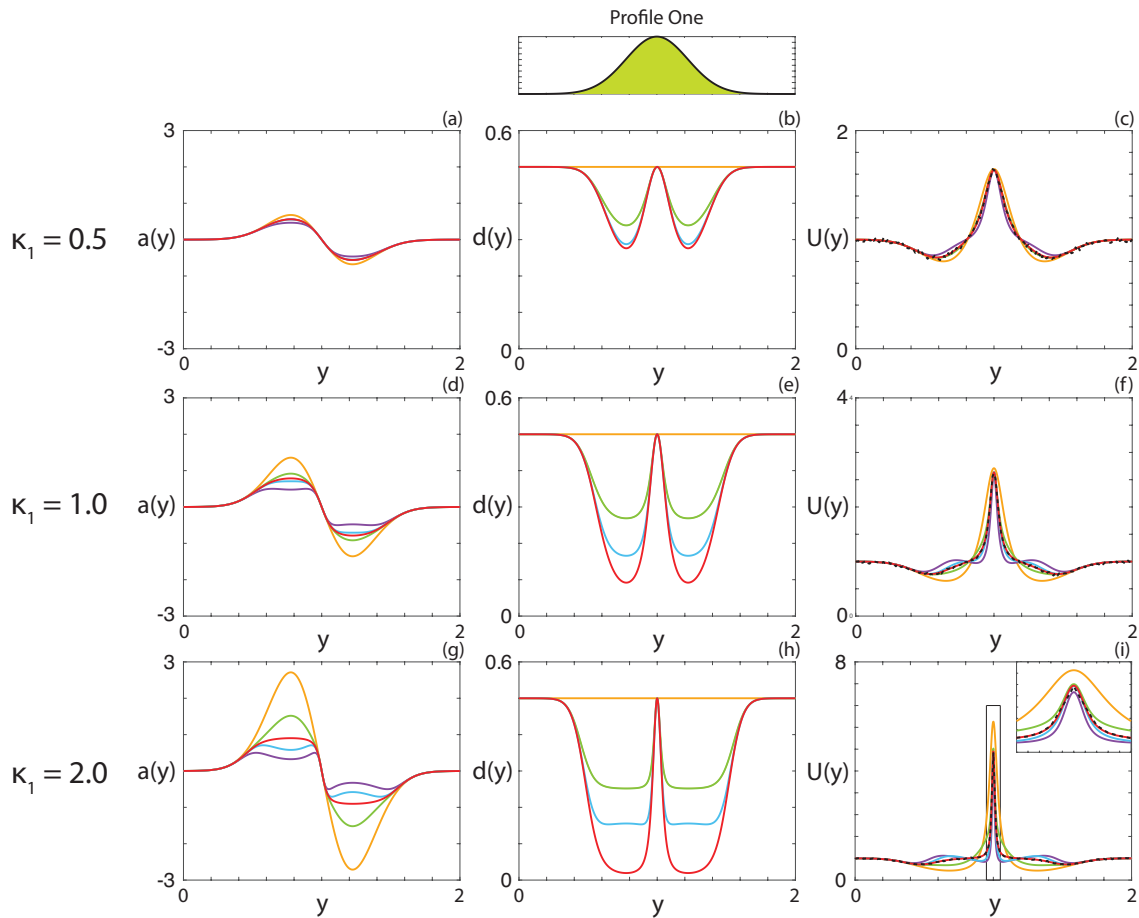 Profile One
(a) (b) (c)
3 0.6 2
κ1 = 0.5 a(y) d(y) U(y)
-3 0 0
0 y 2 0 y 2 0 y 2
(d) (e) (f)
3 0.6 4
κ1 = 1.0 a(y) d(y) U(y)
-3 0 0
0 y 2 0 y 2 0 y 2
(g) (h) (i)
3 0.6 8
κ1 = 2.0 a(y) d(y) U(y)
-3 0 0
0 y 2 0 y 2 0 y 2